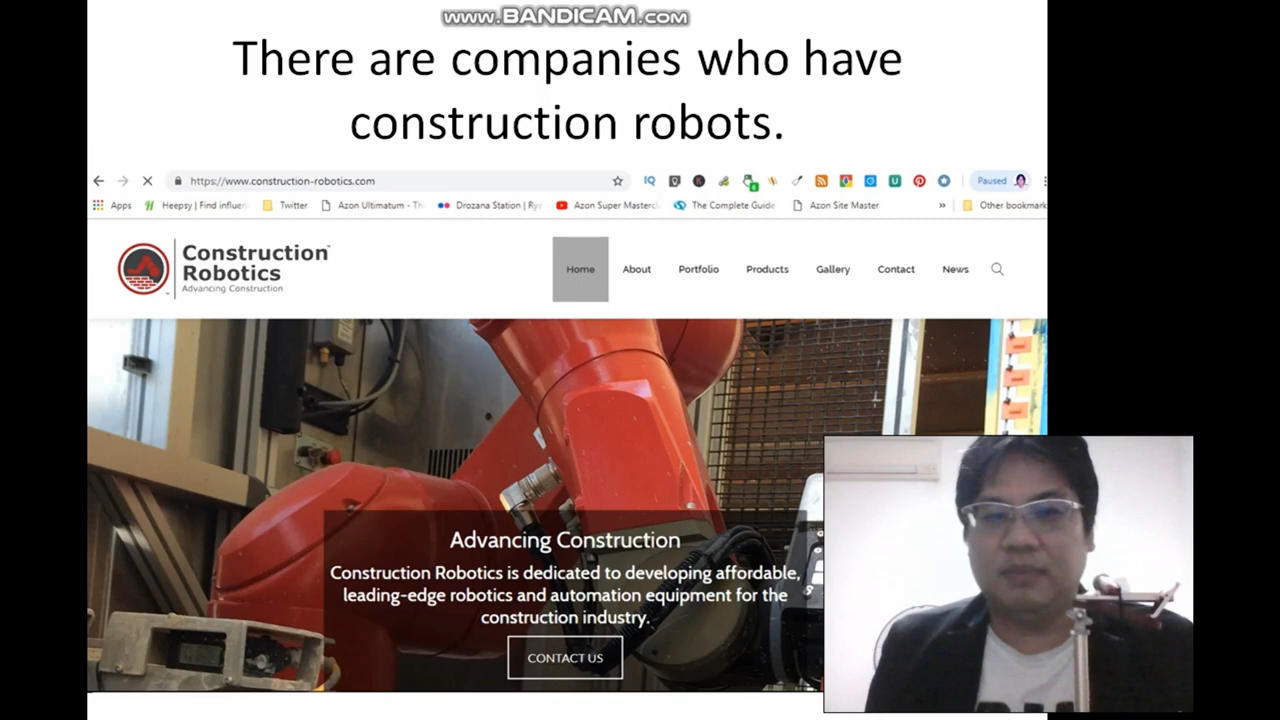 www.BANDICAM.com
There are companies who have
construction robots.
https://www.construction-robotics.com
Paused
Apps Heepsy | Find influen Twitter Azon Ultimatum - Th Drozana Station | Rya Azon Super Mastercl The Complete Guide Azon Site Master » Other bookmark
Construction
Robotics
Advancing Construction
Home About Portfolio Products Gallery Contact News
Advancing Construction
Construction Robotics is dedicated to developing affordable,
leading-edge robotics and automation equipment for the
construction industry.
CONTACT US